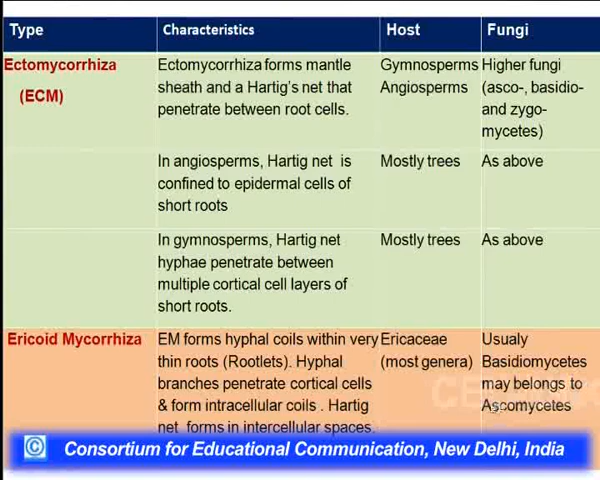 Type Characteristics Host Fungi
Ectomycorrhiza
(ECM)
Ectomycorrhiza forms mantle
sheath and a Hartig's net that
penetrate between root cells.
Gymnosperms
Angiosperms
Higher fungi
(asco-, basidio-
and zygo-
mycetes)
In angiosperms, Hartig net is
confined to epidermal cells of
short roots
Mostly trees
As above
In gymnosperms, Hartig net
hyphae penetrate between
multiple cortical cell layers of
short roots.
Mostly trees
As above
Ericoid Mycorrhiza
EM forms hyphal coils within very
thin roots (Rootlets). Hyphal
branches penetrate cortical cells
& form intracellular coils . Hartig
net forms in intercellular spaces.
Ericaceae
(most genera)
Usualy
Basidiomycetes
may belongs to
Ascomycetes
© Consortium for Educational Communication, New Delhi, India